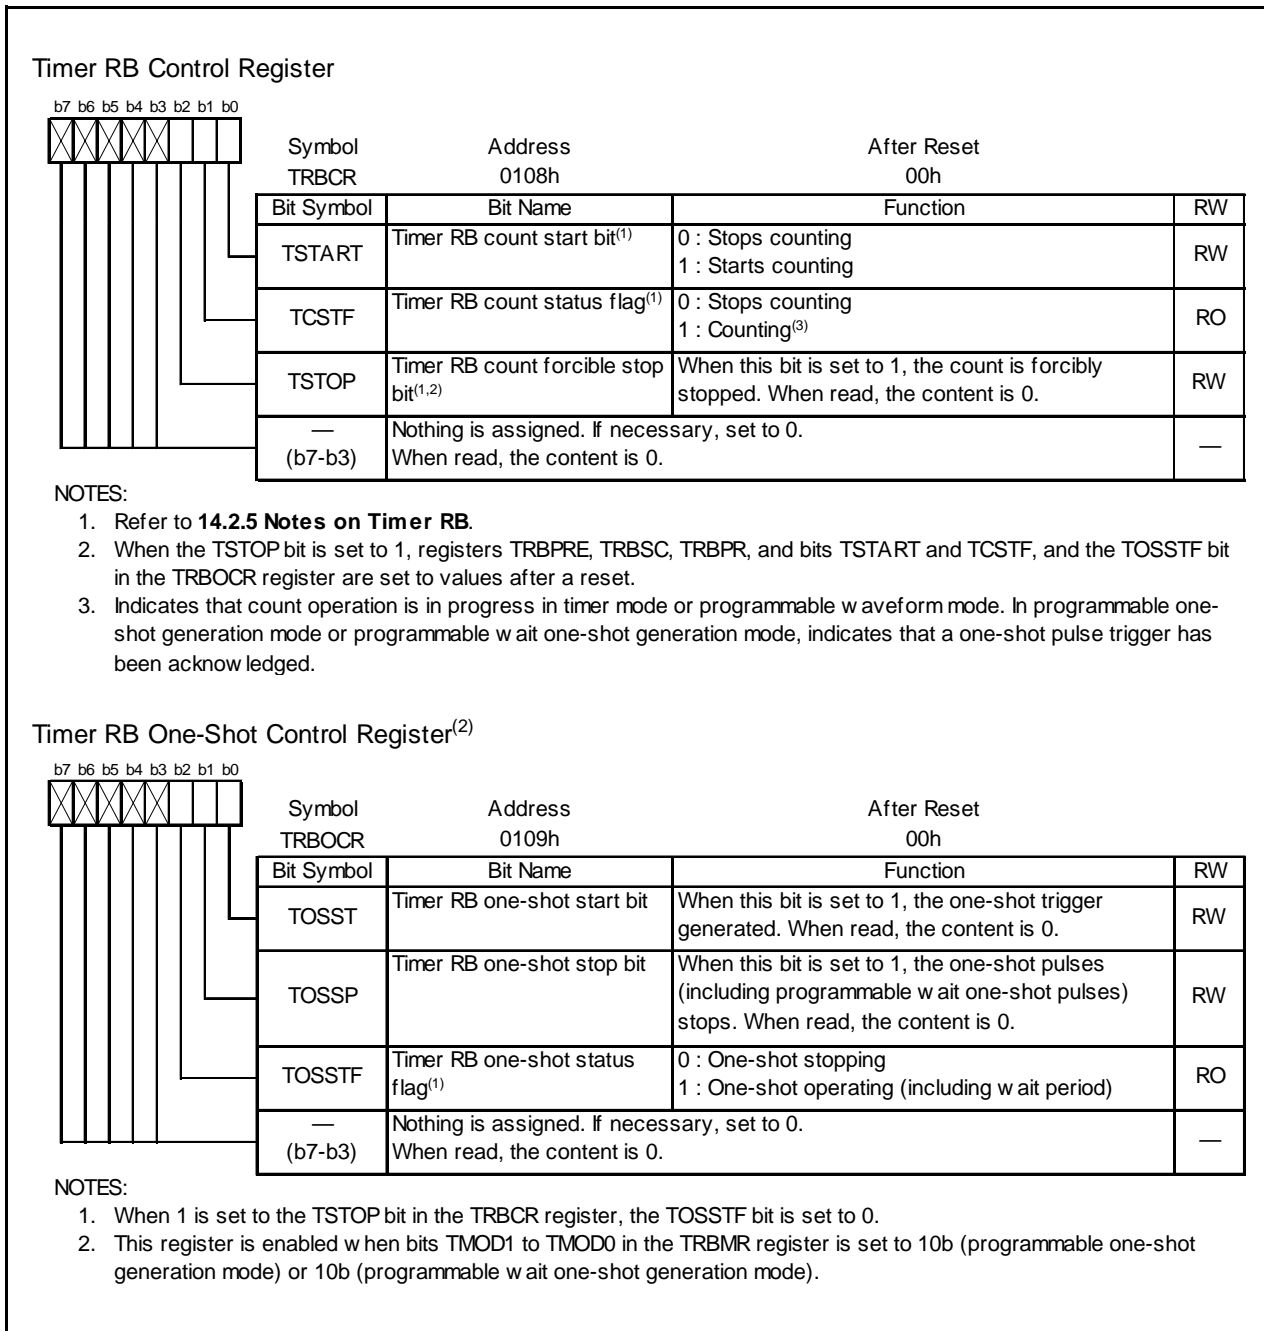 Timer RB Control Register
b7 b6 b5 b4 b3 b2 b1 b0
Symbol Address After Reset
TRBCR 0108h 00h
Bit Symbol Bit Name Function RW
TSTART Timer RB count start bit(1) 0 : Stops counting
1 : Starts counting RW
TCSTF Timer RB count status flag(1) 0 : Stops counting
1 : Counting(3) RO
TSTOP Timer RB count forcible stop bit(1,2) When this bit is set to 1, the count is forcibly
stopped. When read, the content is 0. RW
— (b7-b3) Nothing is assigned. If necessary, set to 0.
When read, the content is 0. —
NOTES:
1. Refer to 14.2.5 Notes on Timer RB.
2. When the TSTOP bit is set to 1, registers TRBPRE, TRBSC, TRBPR, and bits TSTART and TCSTF, and the TOSSTF bit
in the TRBOCR register are set to values after a reset.
3. Indicates that count operation is in progress in timer mode or programmable waveform mode. In programmable one-
shot generation mode or programmable wait one-shot generation mode, indicates that a one-shot pulse trigger has
been acknowledged.
Timer RB One-Shot Control Register(2)
b7 b6 b5 b4 b3 b2 b1 b0
Symbol Address After Reset
TRBOCR 0109h 00h
Bit Symbol Bit Name Function RW
TOSST Timer RB one-shot start bit When this bit is set to 1, the one-shot trigger
generated. When read, the content is 0. RW
TOSSP Timer RB one-shot stop bit When this bit is set to 1, the one-shot pulses
(including programmable wait one-shot pulses)
stops. When read, the content is 0. RW
TOSSTF Timer RB one-shot status flag(1) 0 : One-shot stopping
1 : One-shot operating (including wait period) RO
— (b7-b3) Nothing is assigned. If necessary, set to 0.
When read, the content is 0. —
NOTES:
1. When 1 is set to the TSTOP bit in the TRBCR register, the TOSSTF bit is set to 0.
2. This register is enabled when bits TMOD1 to TMOD0 in the TRBMR register is set to 10b (programmable one-shot
generation mode) or 10b (programmable wait one-shot generation mode).